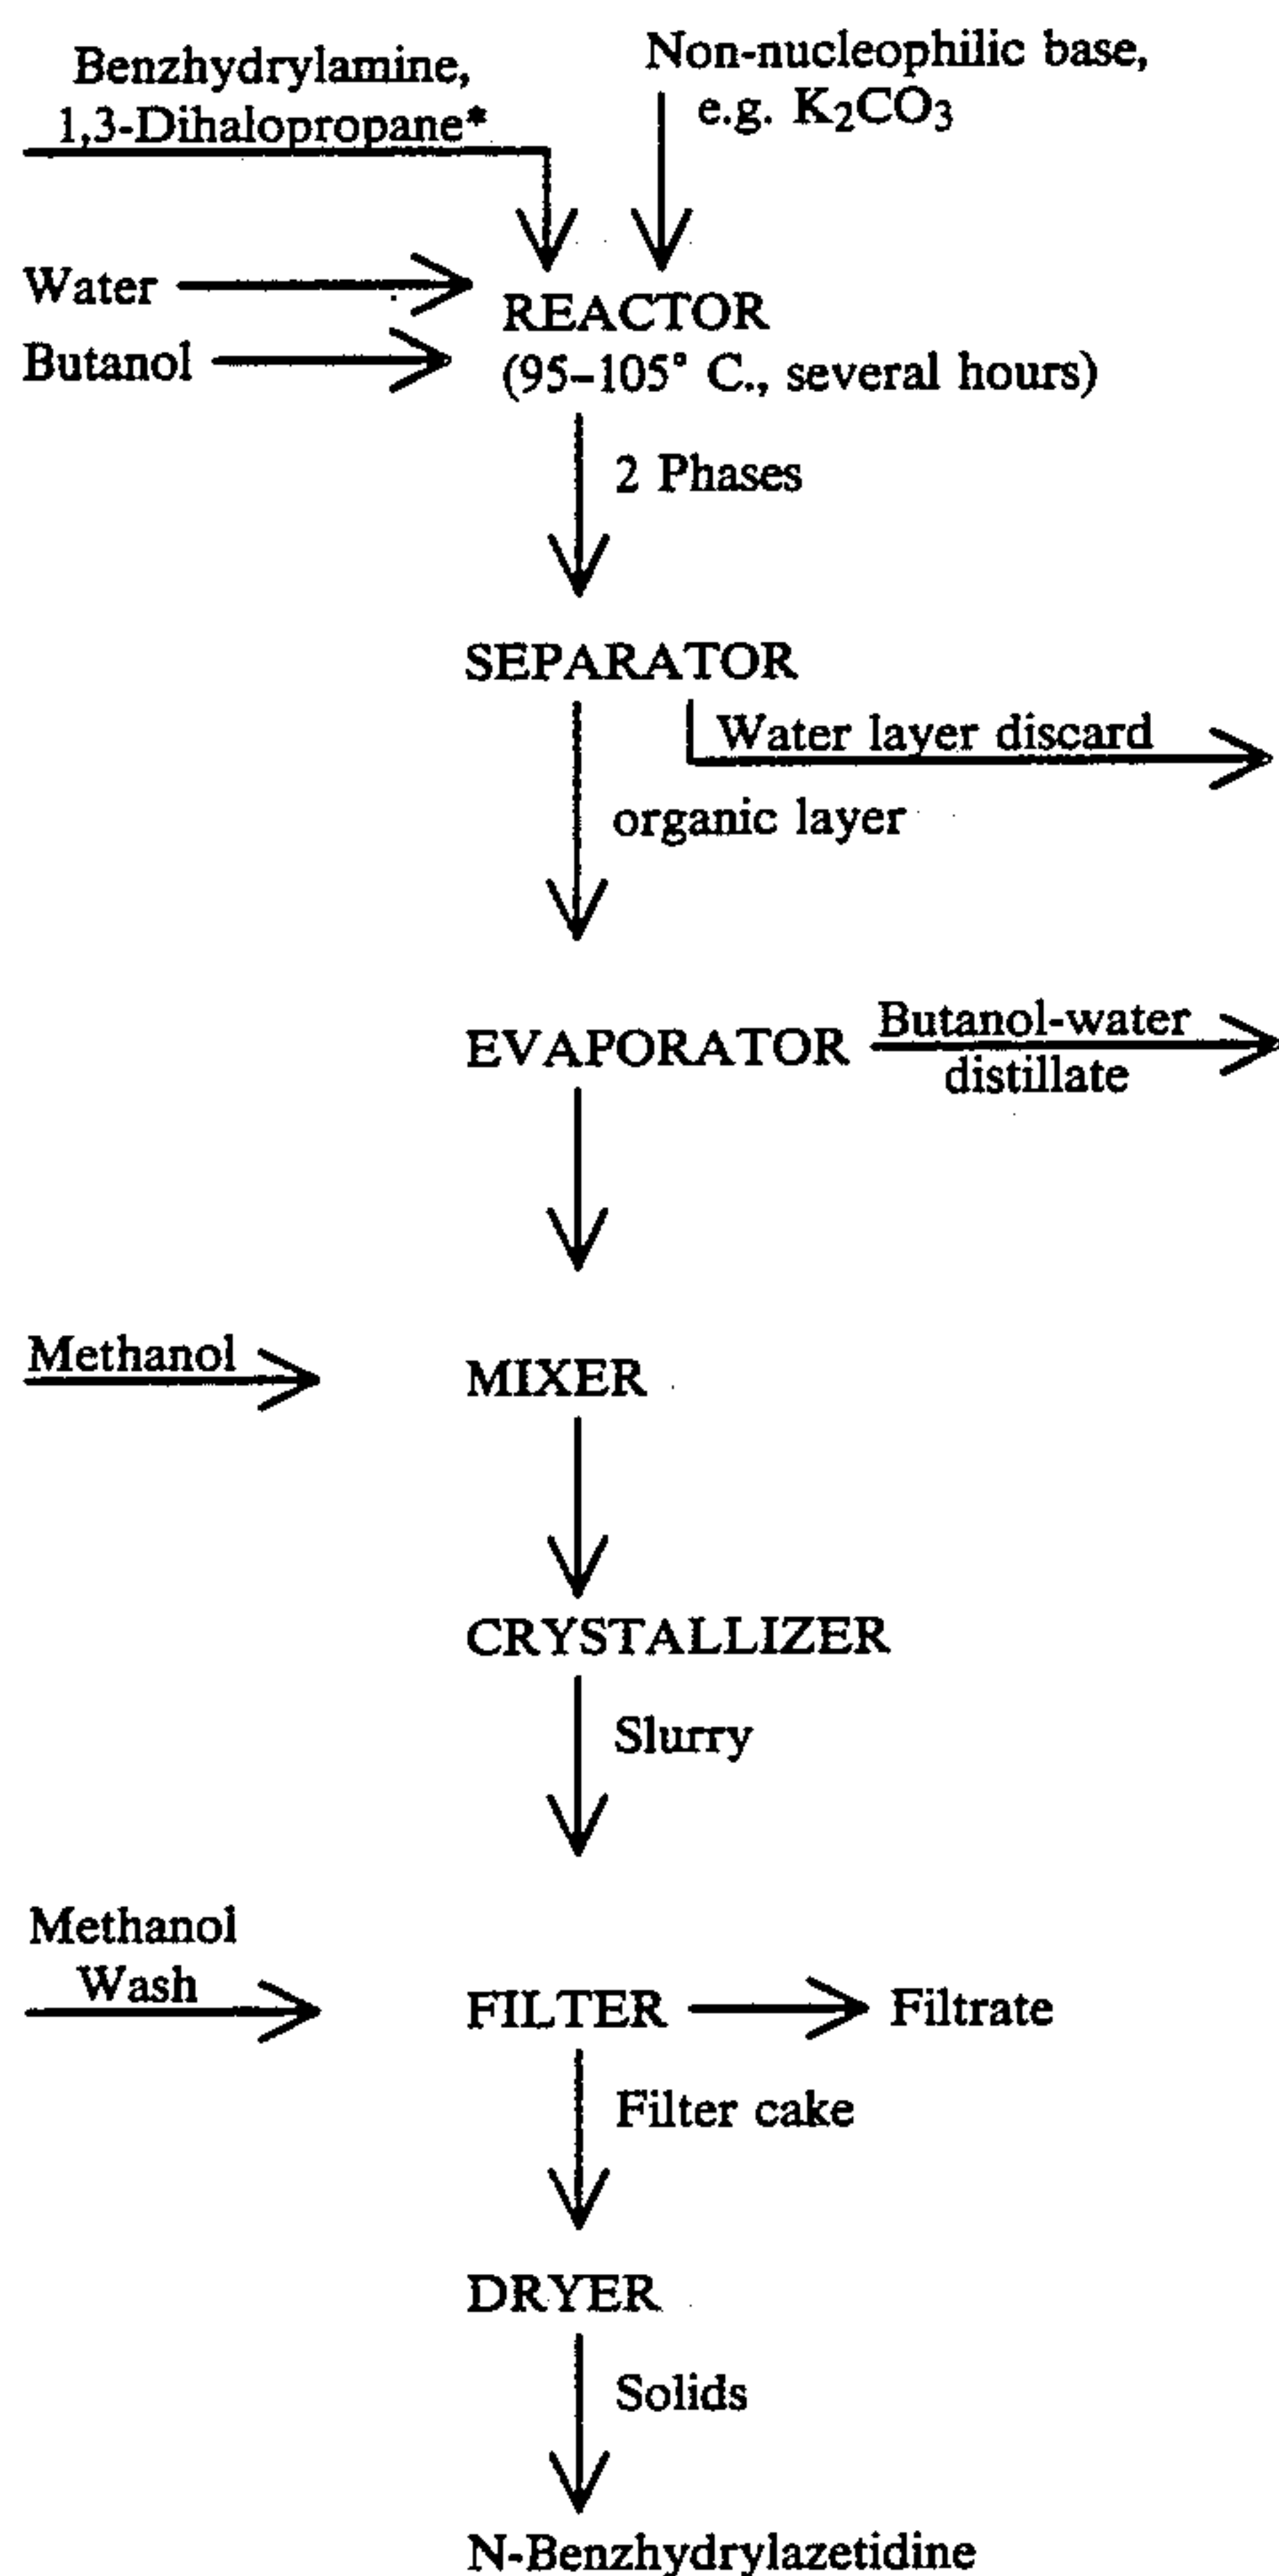 Benzhydrylamine,
1,3-Dihalopropane*
Non-nucleophilic base,
e.g. K₂CO₃
Water
Butanol
REACTOR
(95–105° C., several hours)
2 Phases
SEPARATOR
Water layer discard
organic layer
EVAPORATOR
Butanol-water
distillate
Methanol
MIXER
CRYSTALLIZER
Slurry
Methanol
Wash
FILTER
Filtrate
Filter cake
DRYER
Solids
N-Benzhydrylazetidine